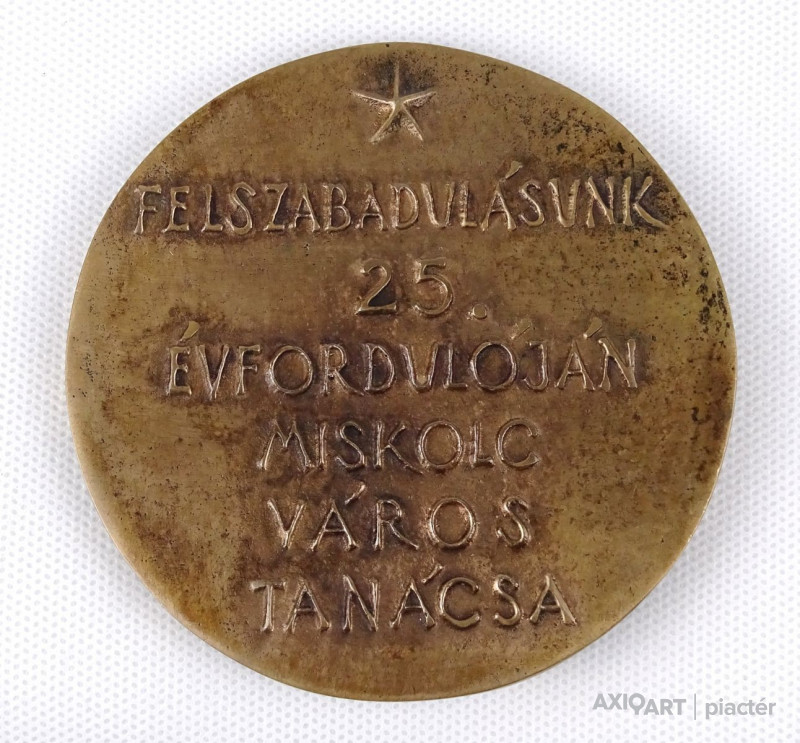 FELSZABADULÁSUNK
25.
ÉVFORDULÓJÁN
MISKOLC
VÁROS
TANÁCSA
AXIOART | piactér